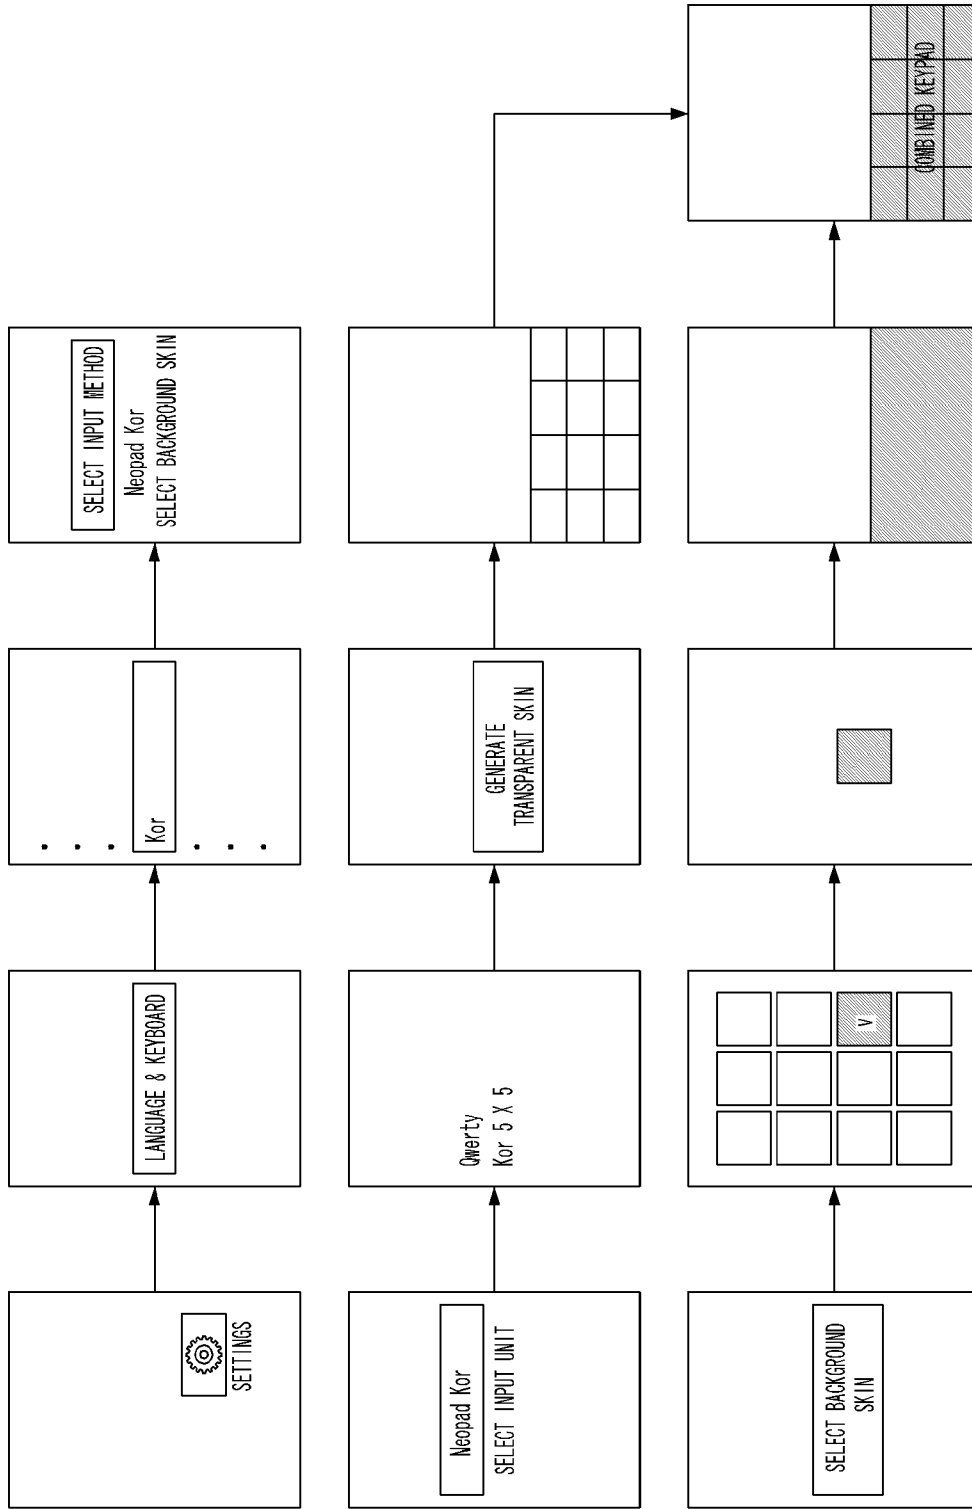 SETTINGS
LANGUAGE & KEYBOARD
Kor
SELECT INPUT METHOD
Neopad Kor
SELECT BACKGROUND SKIN
Neopad Kor
SELECT INPUT UNIT
Qwerty
Kor 5 X 5
GENERATE
TRANSPARENT SKIN
SELECT BACKGROUND
SKIN
V
COMBINED KEYPAD